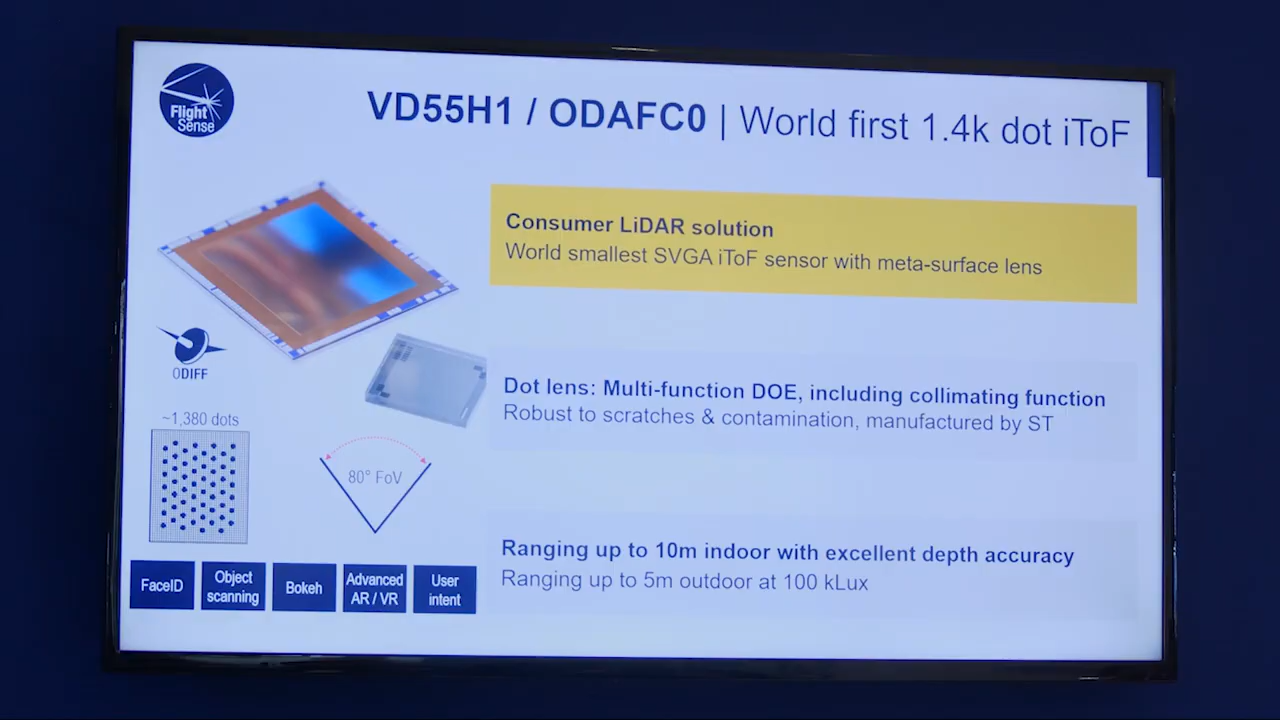 Flight
Sense
VD55H1 / ODAFC0 | World first 1.4k dot iToF
Consumer LiDAR solution
World smallest SVGA iToF sensor with meta-surface lens
ODIFF
Dot lens: Multi-function DOE, including collimating function
Robust to scratches & contamination, manufactured by ST
~1,380 dots
80° FoV
Ranging up to 10m indoor with excellent depth accuracy
Ranging up to 5m outdoor at 100 kLux
FaceID
Object
scanning
Bokeh
Advanced
AR / VR
User
intent